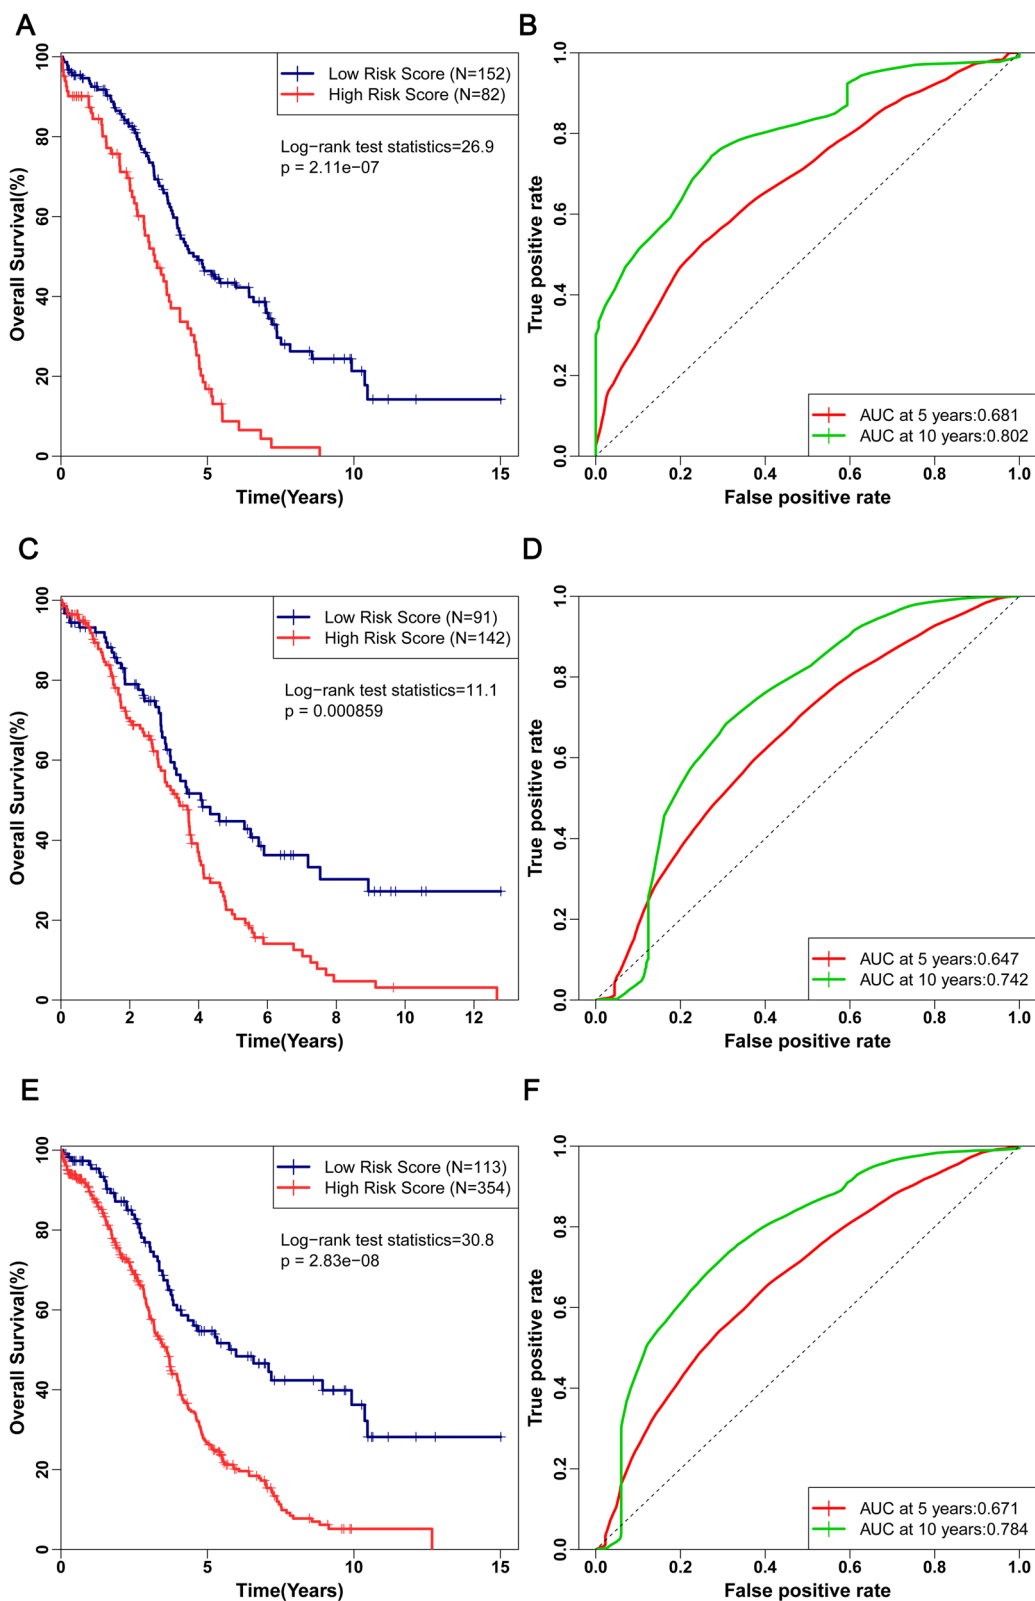 A
Overall Survival(%)
100
80
60
40
20
0
0 5 10 15
Time(Years)
Low Risk Score (N=152)
High Risk Score (N=82)
Log−rank test statistics=26.9
p = 2.11e−07
B
True positive rate
1.0
0.8
0.6
0.4
0.2
0.0
0.0 0.2 0.4 0.6 0.8 1.0
False positive rate
AUC at 5 years:0.681
AUC at 10 years:0.802
C
Overall Survival(%)
100
80
60
40
20
0
0 2 4 6 8 10 12
Time(Years)
Low Risk Score (N=91)
High Risk Score (N=142)
Log−rank test statistics=11.1
p = 0.000859
D
True positive rate
1.0
0.8
0.6
0.4
0.2
0.0
0.0 0.2 0.4 0.6 0.8 1.0
False positive rate
AUC at 5 years:0.647
AUC at 10 years:0.742
E
Overall Survival(%)
100
80
60
40
20
0
0 5 10 15
Time(Years)
Low Risk Score (N=113)
High Risk Score (N=354)
Log−rank test statistics=30.8
p = 2.83e−08
F
True positive rate
1.0
0.8
0.6
0.4
0.2
0.0
0.0 0.2 0.4 0.6 0.8 1.0
False positive rate
AUC at 5 years:0.671
AUC at 10 years:0.784